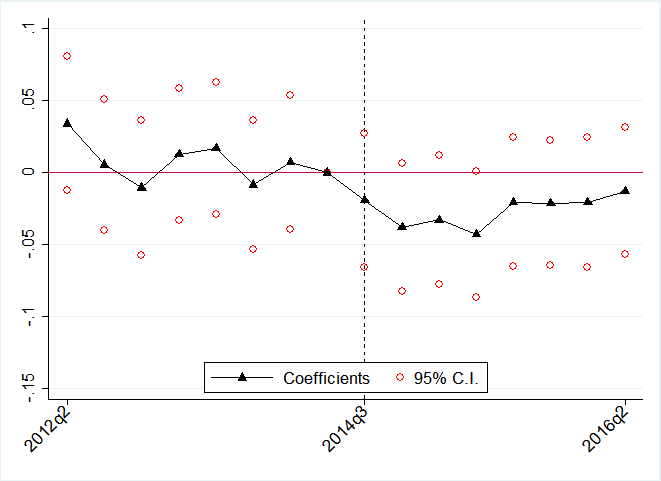 .1
.05
0
-.05
-.1
-.15
2012q2
2014q3
2016q2
Coefficients
95% C.I.